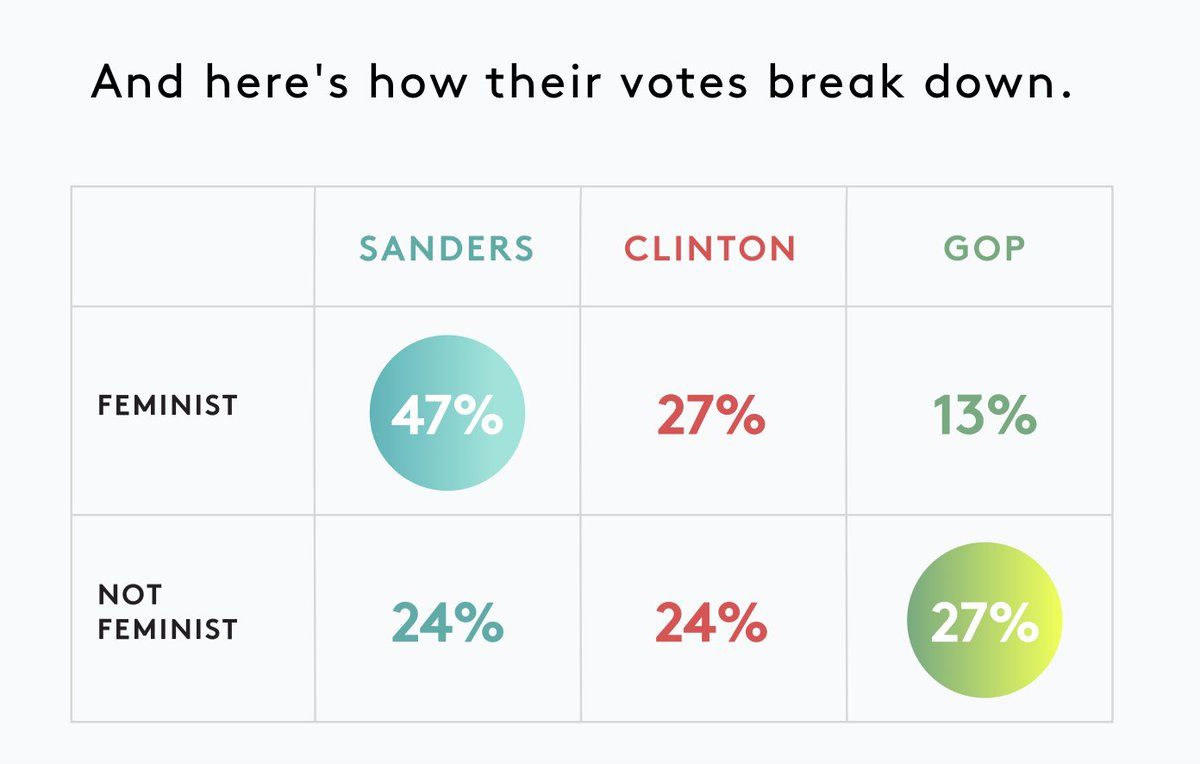 And here's how their votes break down.
SANDERS CLINTON GOP
FEMINIST 47% 27% 13%
NOT
FEMINIST 24% 24% 27%